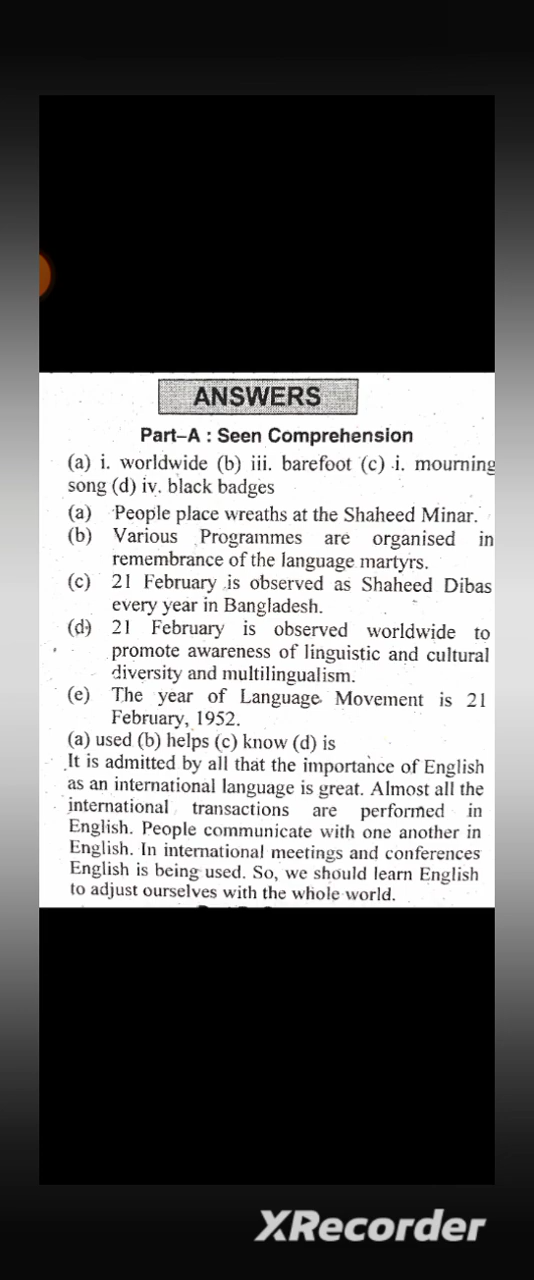 ANSWERS
Part–A : Seen Comprehension
(a) i. worldwide (b) iii. barefoot (c) i. mourning
song (d) iv. black badges
(a) People place wreaths at the Shaheed Minar.
(b) Various Programmes are organised in
remembrance of the language martyrs.
(c) 21 February is observed as Shaheed Dibas
every year in Bangladesh.
(d) 21 February is observed worldwide to
promote awareness of linguistic and cultural
diversity and multilingualism.
(e) The year of Language Movement is 21
February, 1952.
(a) used (b) helps (c) know (d) is
It is admitted by all that the importance of English
as an international language is great. Almost all the
international transactions are performed in
English. People communicate with one another in
English. In international meetings and conferences
English is being used. So, we should learn English
to adjust ourselves with the whole world.
XRecorder